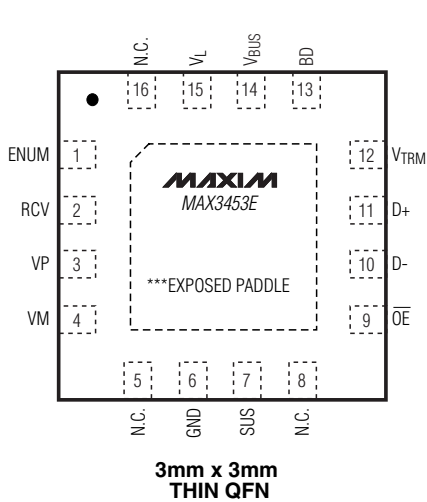 N.C.
VL
VBUS
BD
16
15
14
13
ENUM 1
12 VTRM
MAXIM
RCV 2
MAX3453E
11 D+
VP 3
10 D-
***EXPOSED PADDLE
VM 4
9 O̅E̅
5
6
7
8
N.C.
GND
SUS
N.C.
3mm x 3mm
THIN QFN